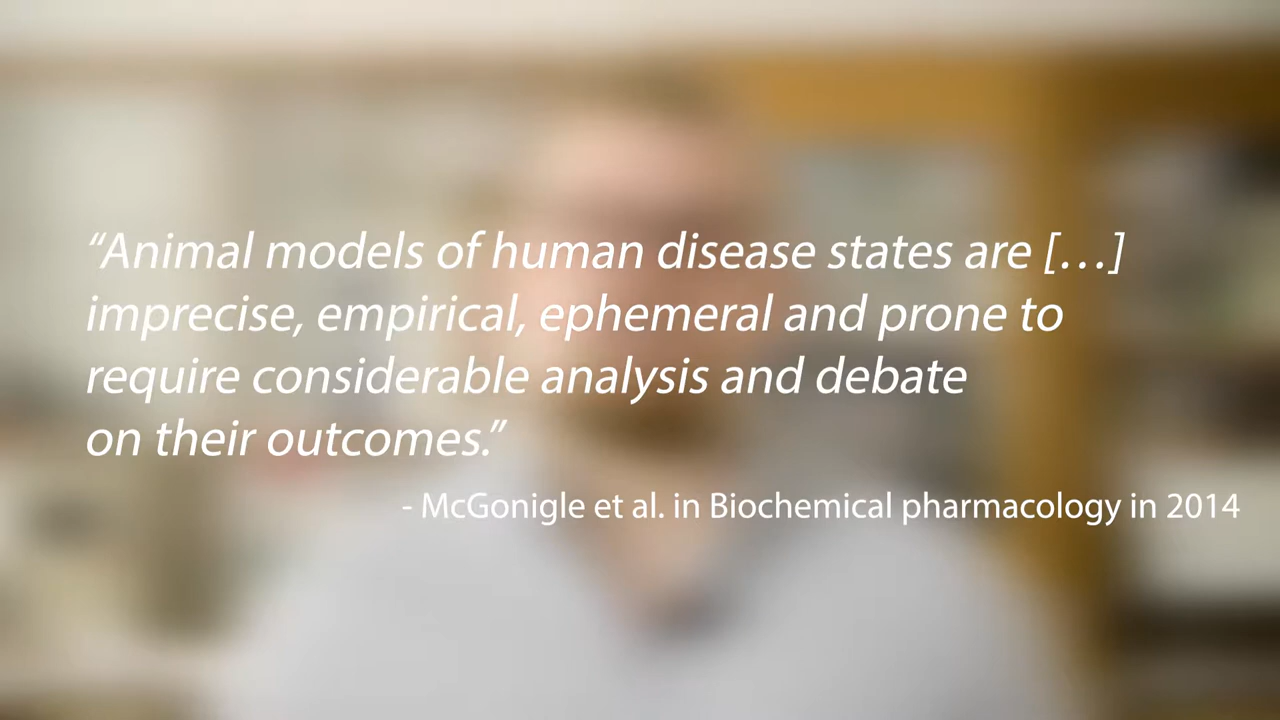 “Animal models of human disease states are […]
imprecise, empirical, ephemeral and prone to
require considerable analysis and debate
on their outcomes.”
- McGonigle et al. in Biochemical pharmacology in 2014